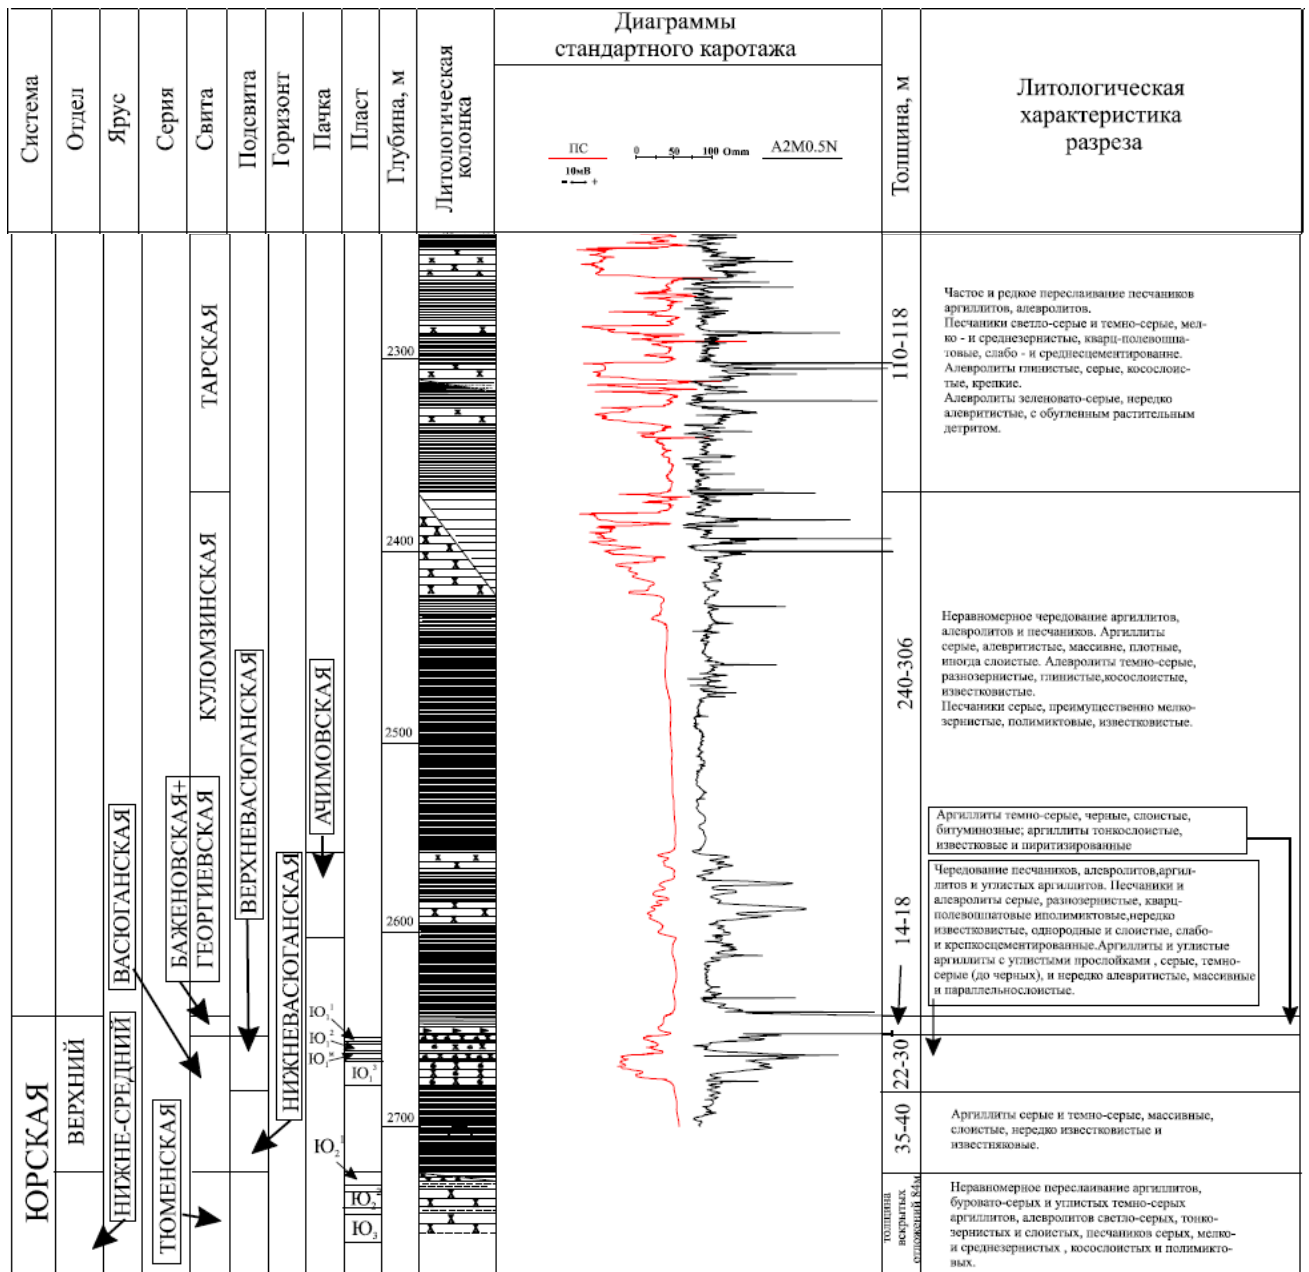 Система
Отдел
Ярус
Серия
Свита
Подсвита
Горизонт
Пачка
Пласт
Глубина, м
Литологическая
колонка
Диаграммы
стандартного каротажа
ПС
10мВ
- +
0 50 100 Омм
A2M0.5N
Толщина, м
Литологическая
характеристика
разреза
ТАРСКАЯ
2300
110-118
Частое и редкое переслаивание песчаников
аргиллитов, алевролитов.
Песчаники светло-серые и темно-серые, мел-
ко - и среднезернистые, кварц-полевошпа-
товые, слабо - и среднесцементированне.
Алевролиты глинистые, серые, косослоис-
тые, крепкие.
Алевролиты зеленовато-серые, нередко
алевритистые, с обугленным растительным
детритом.
КУЛОМЗИНСКАЯ
2400
2500
2600
240-306
Неравномерное чередование аргиллитов,
алевролитов и песчаников. Аргиллиты
серые, алевритистые, массивне, плотные,
иногда слоистые. Алевролиты темно-серые,
разнозернистые, глинистые,косослоистые,
известковистые.
Песчаники серые, преимущественно мелко-
зернистые, полимиктовые, известковистые.
АЧИМОВСКАЯ
ВЕРХНЕВАСЮГАНСКАЯ
БАЖЕНОВСКАЯ+
ГЕОРГИЕВСКАЯ
ВАСЮГАНСКАЯ
НИЖНЕВАСЮГАНСКАЯ
14-18
Аргиллиты темно-серые, черные, слоистые,
битуминозные; аргиллиты тонкослоистые,
известковые и пиритизированные
Чередование песчаников, алевролитов,аргил-
литов и углистых аргиллитов. Песчаники и
алевролиты серые, разнозернистые, кварц-
полевошпатовые иполимиктовые,нередко
известковистые, однородные и слоистые, слабо-
и крепкосцементированные.Аргиллиты и углистые
аргиллиты с углистыми прослойками , серые, темно-
серые (до черных), и нередко алевритистые, массивные
и параллельнослоистые.
ЮРСКАЯ
ВЕРХНИЙ
НИЖНЕ-СРЕДНИЙ
ТЮМЕНСКАЯ
Ю₁¹
Ю₁²
Ю₁ᴹ
Ю₁³
22-30
2700
35-40
Аргиллиты серые и темно-серые, массивные,
слоистые, нередко известковистые и
известняковые.
Ю₂¹
Ю₂²
Ю₃
толщина
вскрытых
отложений 84м
Неравномерное переслаивание аргиллитов,
буровато-серых и углистых темно-серых
аргиллитов, алевролитов светло-серых, тонко-
зернистых и слоистых, песчаников серых, мелко-
и среднезернистых , косослоистых и полимикто-
вых.